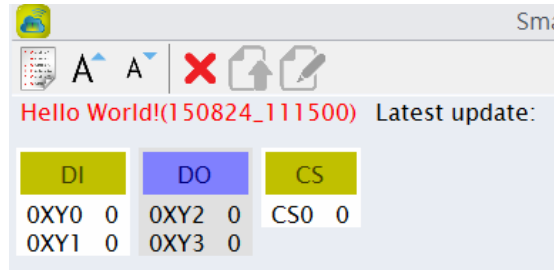 Sma
A A
Hello World!(150824_111500) Latest update:
DI DO CS
0XY0 0 0XY2 0 CS0 0
0XY1 0 0XY3 0